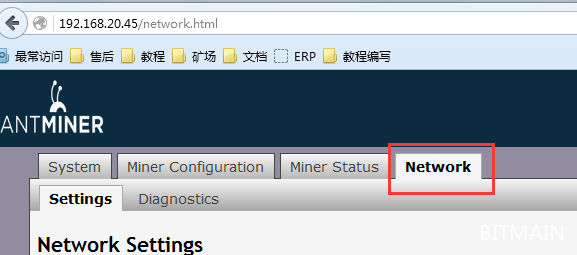 192.168.20.45/network.html
最常访问 售后 教程 矿场 文档 ERP 教程编写
ANTMINER
System Miner Configuration Miner Status Network
Settings Diagnostics
Network Settings
BITMAIN